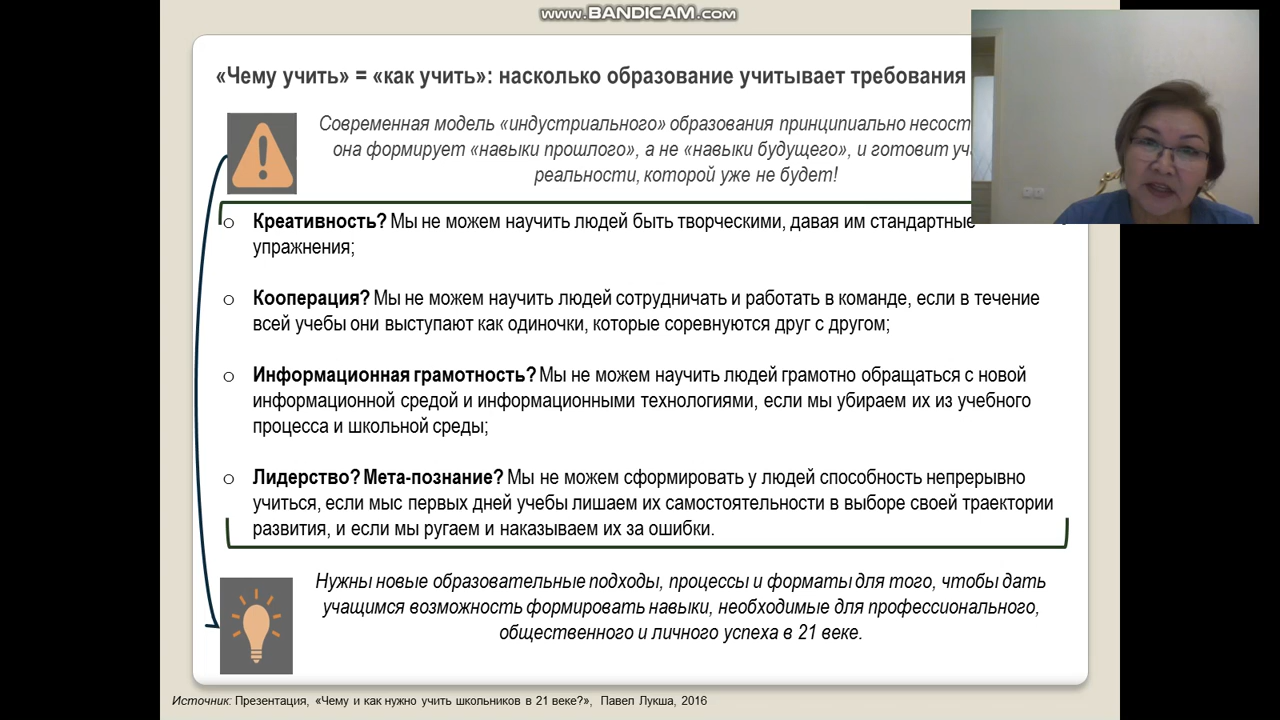 www.BANDICAM.com
«Чему учить» = «как учить»: насколько образование учитывает требования
Современная модель «индустриального» образования принципиально
она формирует «навыки прошлого», а не «навыки будущего», и готовит
реальности, которой уже не будет!
o Креативность? Мы не можем научить людей быть творческими, давая им стандартные
упражнения;
o Кооперация? Мы не можем научить людей сотрудничать и работать в команде, если в течение
всей учебы они выступают как одиночки, которые соревнуются друг с другом;
o Информационная грамотность? Мы не можем научить людей грамотно обращаться с новой
информационной средой и информационными технологиями, если мы убираем их из учебного
процесса и школьной среды;
o Лидерство? Мета-познание? Мы не можем сформировать у людей способность непрерывно
учиться, если мыс первых дней учебы лишаем их самостоятельности в выборе своей траектории
развития, и если мы ругаем и наказываем их за ошибки.
Нужны новые образовательные подходы, процессы и форматы для того, чтобы дать
учащимся возможность формировать навыки, необходимые для профессионального,
общественного и личного успеха в 21 веке.
Источник: Презентация, «Чему и как нужно учить школьников в 21 веке?», Павел Лукша, 2016